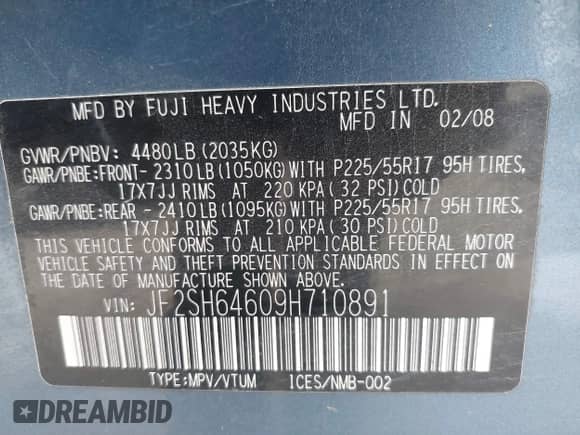 MFD BY FUJI HEAVY INDUSTRIES LTD.
MFD IN 02/08
GVWR/PNBV: 4480LB(2035KG)
GAWR/PNBE:FRONT-2310LB(1050KG)WITH P225/55R17 95H TIRES,
17X7JJ RIMS AT 220 KPA(32 PSI)COLD
GAWR/PNBE:REAR -2410LB(1095KG)WITH P225/55R17 95H TIRES,
17X7JJ RIMS AT 210 KPA(30 PSI)COLD
THIS VEHICLE CONFORMS TO ALL APPLICABLE FEDERAL MOTOR
VEHICLE SAFETY AND THEFT PREVENTION STANDARDS IN EFFECT ON
THE DATE OF MANUFACTURE SHOWN ABOVE.
VIN: JF2SH64609H710891
TYPE:MPV/VTUM ICES/NMB-002
DREAMBID